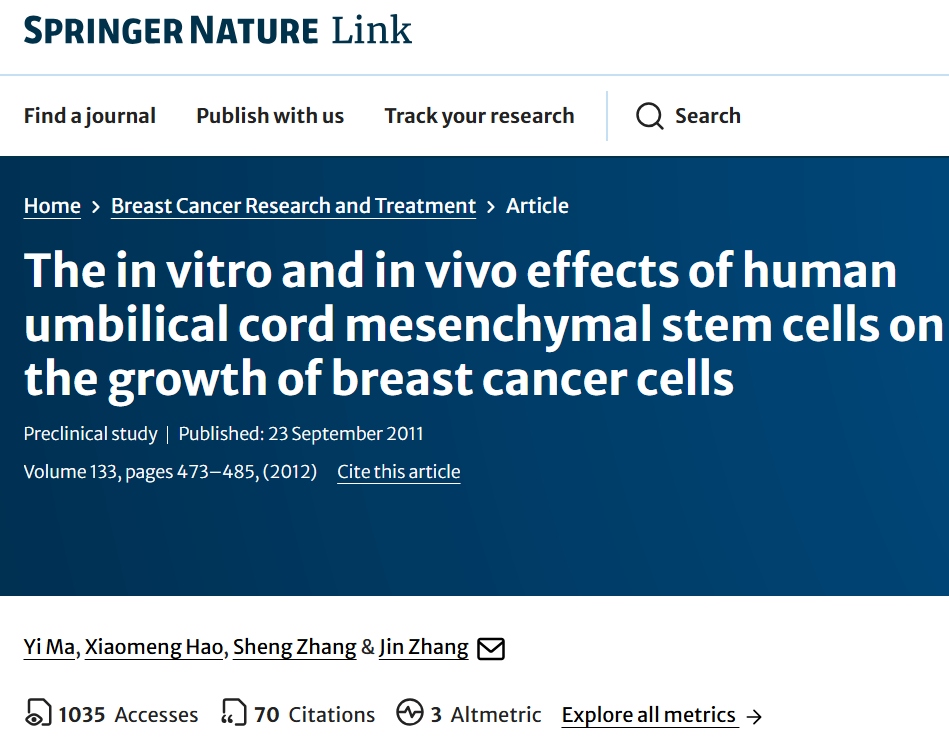 SPRINGER NATURE Link
Find a journal Publish with us Track your research Search
Home > Breast Cancer Research and Treatment > Article
The in vitro and in vivo effects of human
umbilical cord mesenchymal stem cells on
the growth of breast cancer cells
Preclinical study | Published: 23 September 2011
Volume 133, pages 473–485, (2012) Cite this article
Yi Ma, Xiaomeng Hao, Sheng Zhang & Jin Zhang
1035 Accesses 70 Citations 3 Altmetric Explore all metrics →